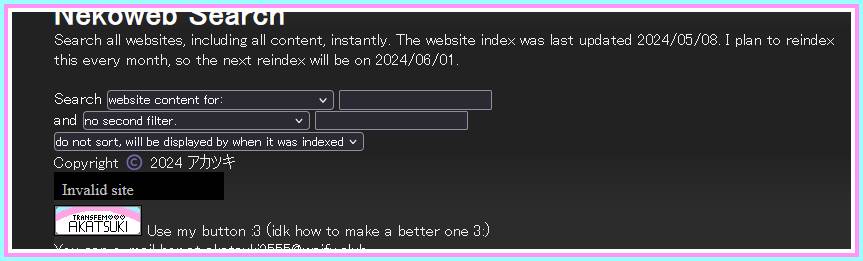 Nekoweb Search
Search all websites, including all content, instantly. The website index was last updated 2024/05/08. I plan to reindex
this every month, so the next reindex will be on 2024/06/01.
Search website content for:
and no second filter.
do not sort, will be displayed by when it was indexed
Copyright © 2024 アカツキ
Invalid site
TRANSFEM
AKATSUKI
Use my button :3 (idk how to make a better one 3:)